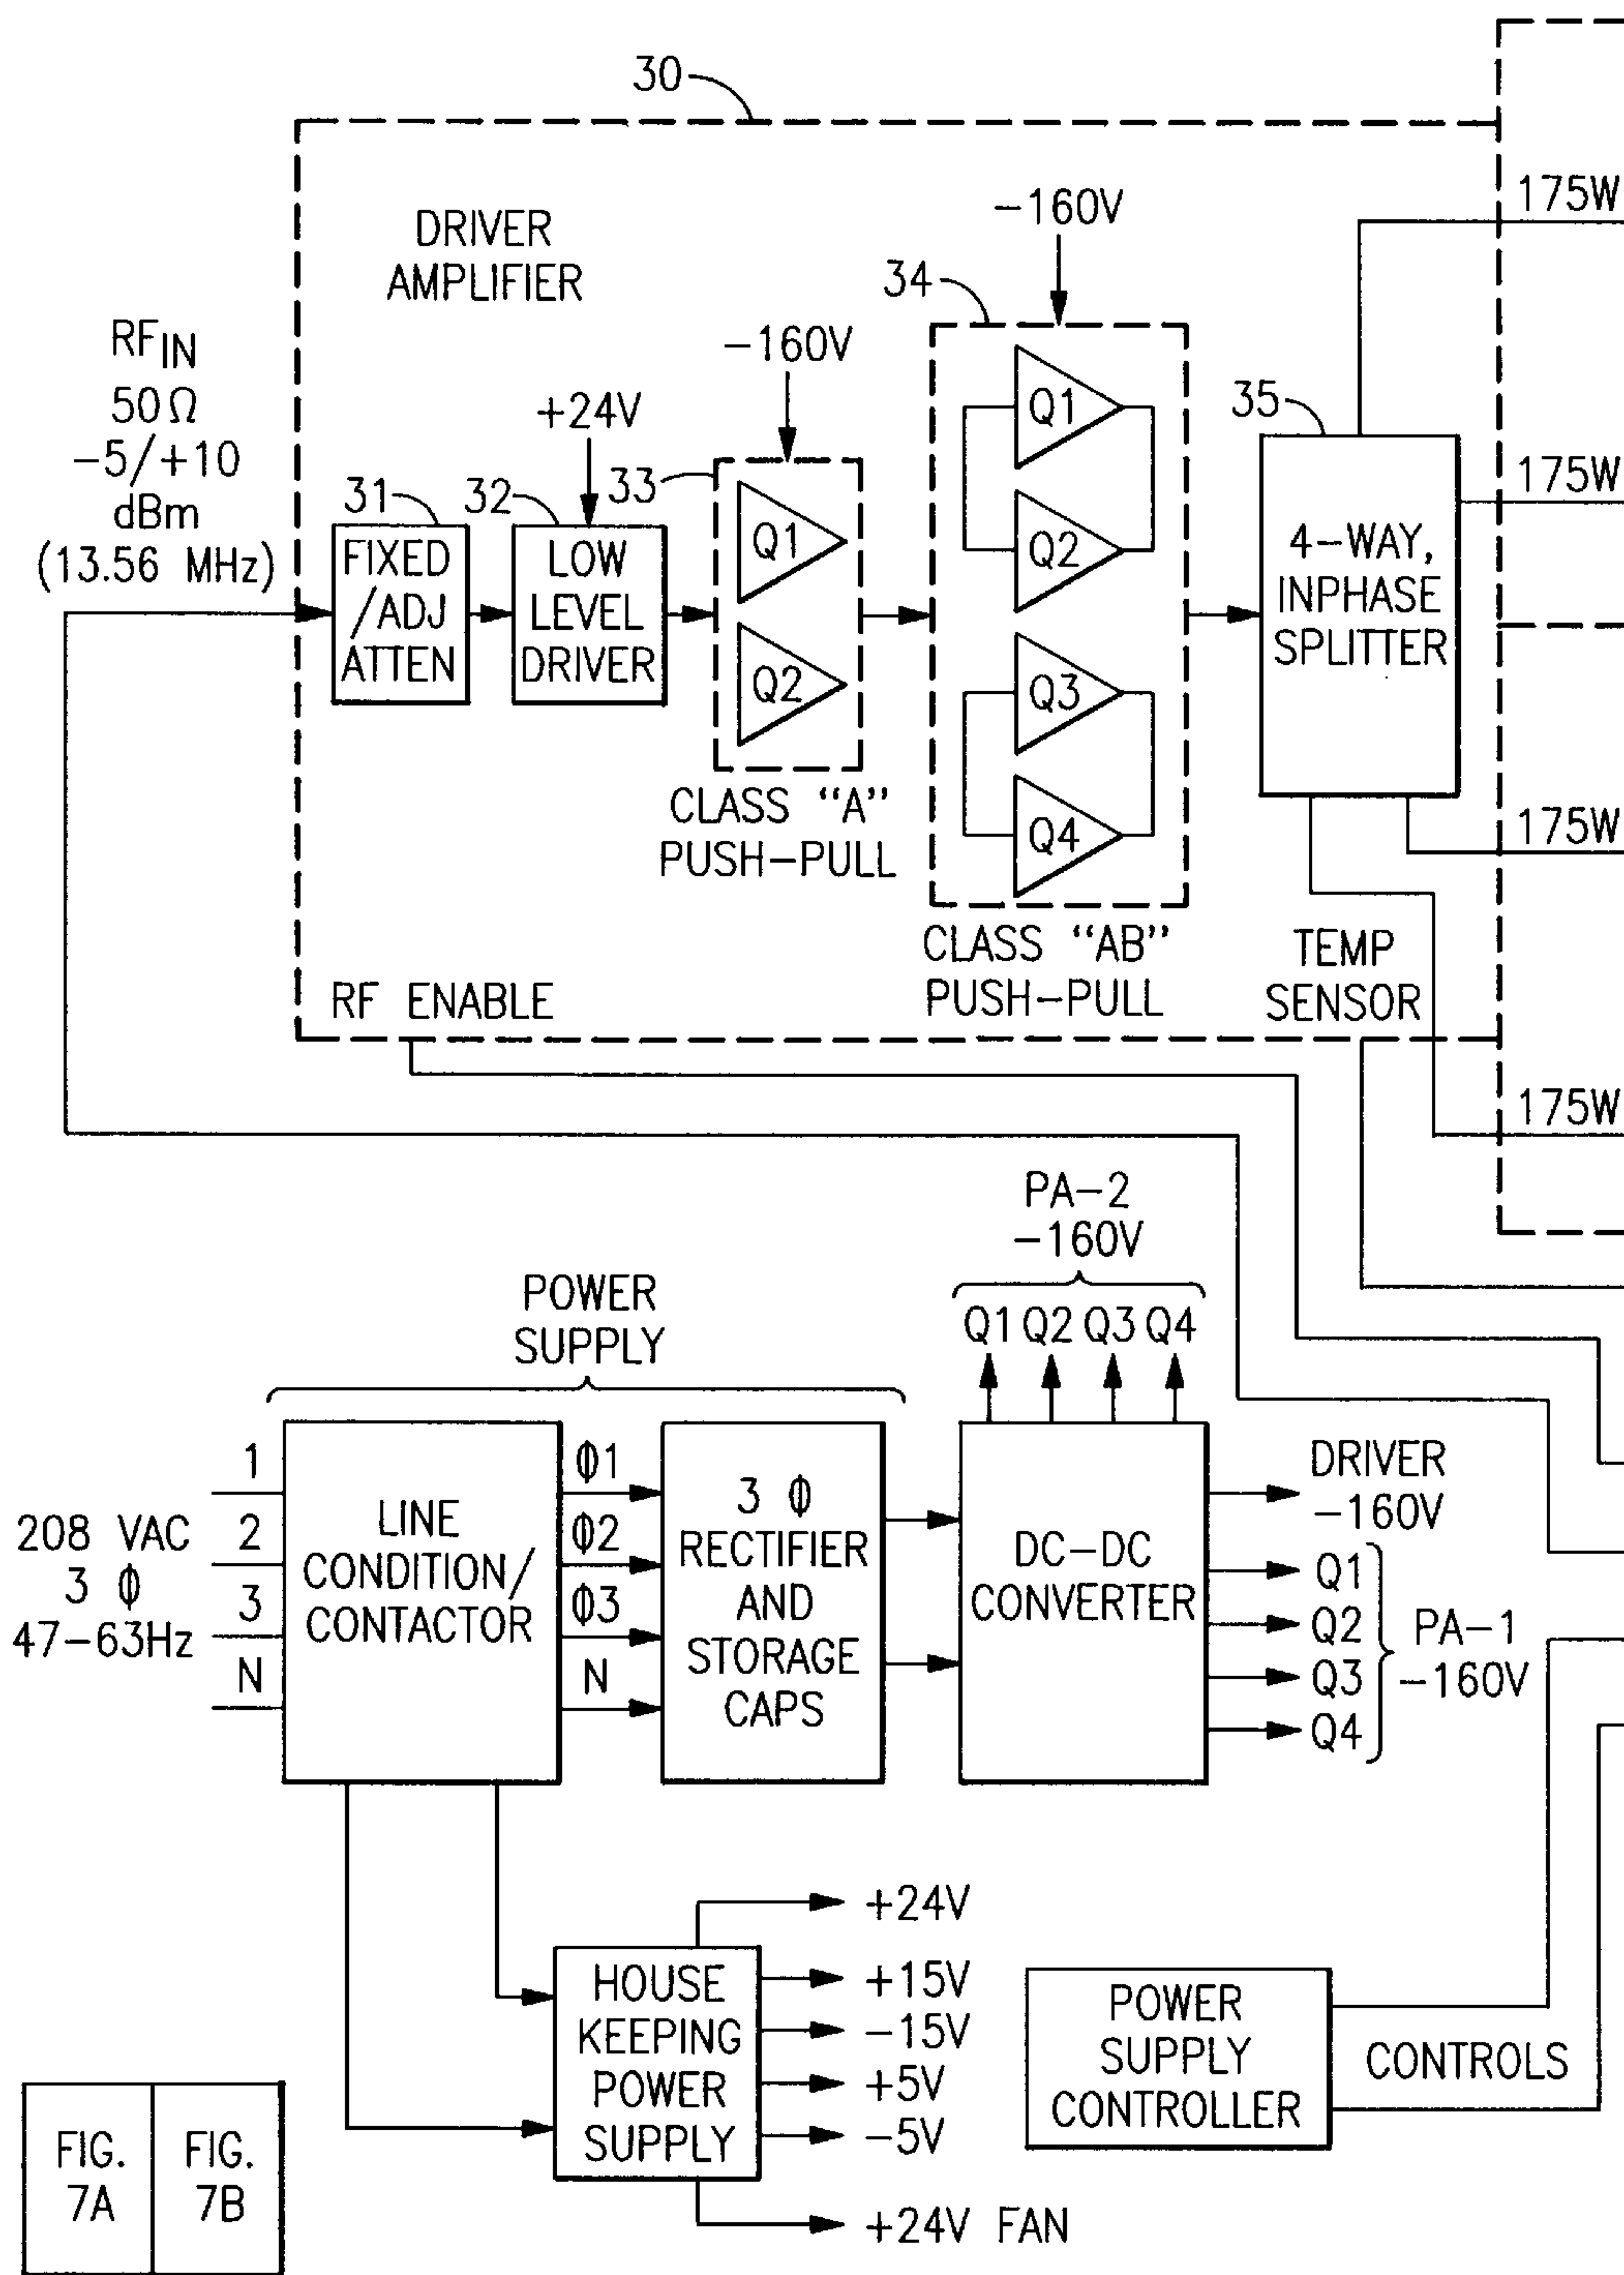 30
175W
DRIVER
AMPLIFIER
-160V
34
RFIN
50Ω
-5/+10
dBm
(13.56 MHz)
-160V
+24V
35
31
32
33
175W
FIXED
/ADJ
ATTEN
LOW
LEVEL
DRIVER
Q1
Q2
Q1
Q2
Q3
Q4
4-WAY,
INPHASE
SPLITTER
CLASS "A"
PUSH-PULL
175W
CLASS "AB"
PUSH-PULL
TEMP
SENSOR
RF ENABLE
175W
PA-2
-160V
POWER
SUPPLY
Q1 Q2 Q3 Q4
208 VAC
3 ϕ
47-63Hz
1
2
3
N
LINE
CONDITION/
CONTACTOR
ϕ1
ϕ2
ϕ3
N
3 ϕ
RECTIFIER
AND
STORAGE
CAPS
DC-DC
CONVERTER
DRIVER
-160V
Q1
Q2
Q3
Q4
PA-1
-160V
+24V
HOUSE
KEEPING
POWER
SUPPLY
+15V
-15V
+5V
-5V
+24V FAN
POWER
SUPPLY
CONTROLLER
CONTROLS
FIG.
7A
FIG.
7B